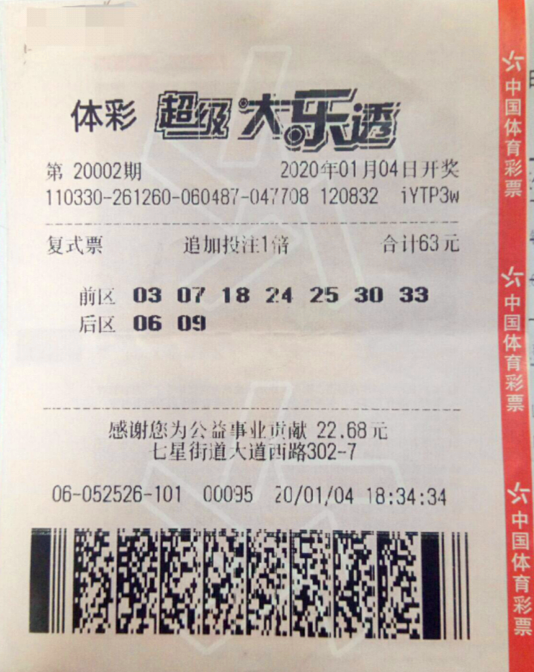 体彩 超级大乐透
第 20002期 2020年01月04日开奖
110330-261260-060487-047708 120832 iYTP3w
复式票 追加投注1倍 合计63元
前区 03 07 18 24 25 30 33
后区 06 09
感谢您为公益事业贡献 22.68元
七星街道大道西路302-7
06-052526-101 00095 20/01/04 18:34:34
中国体育彩票
中国体育彩票
中国体育彩票